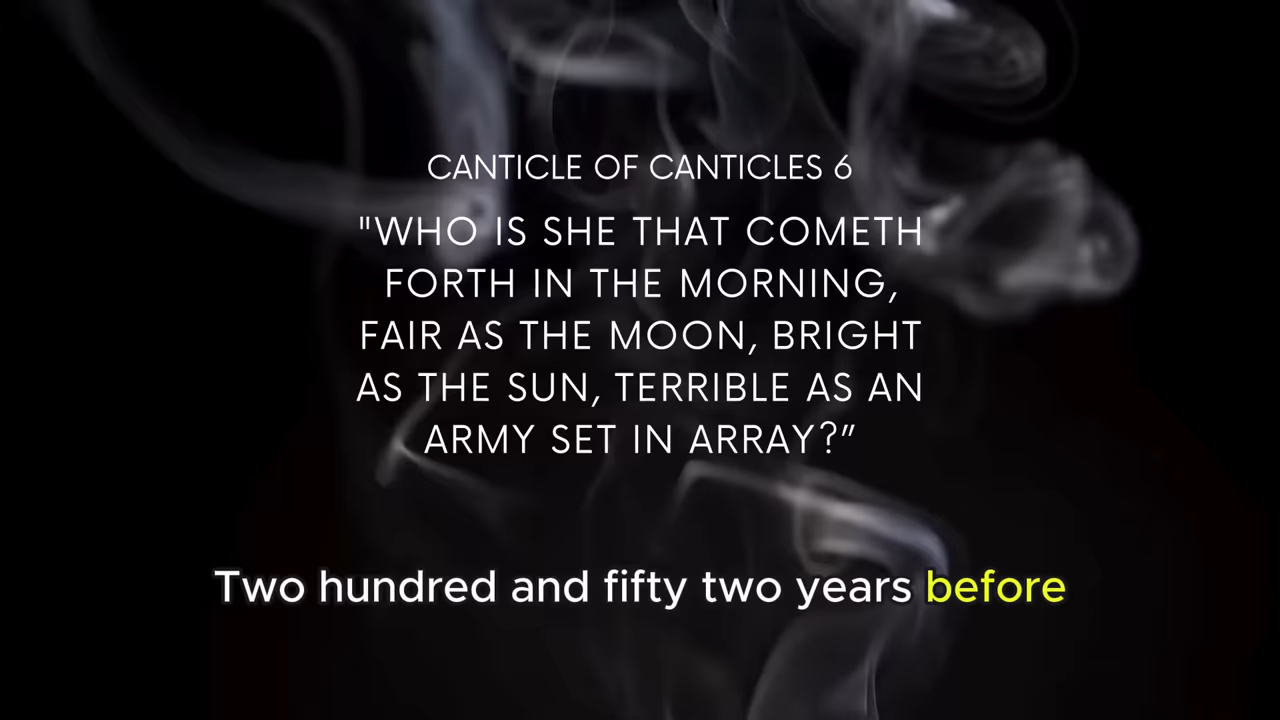 CANTICLE OF CANTICLES 6
"WHO IS SHE THAT COMETH
FORTH IN THE MORNING,
FAIR AS THE MOON, BRIGHT
AS THE SUN, TERRIBLE AS AN
ARMY SET IN ARRAY?”
Two hundred and fifty two years before